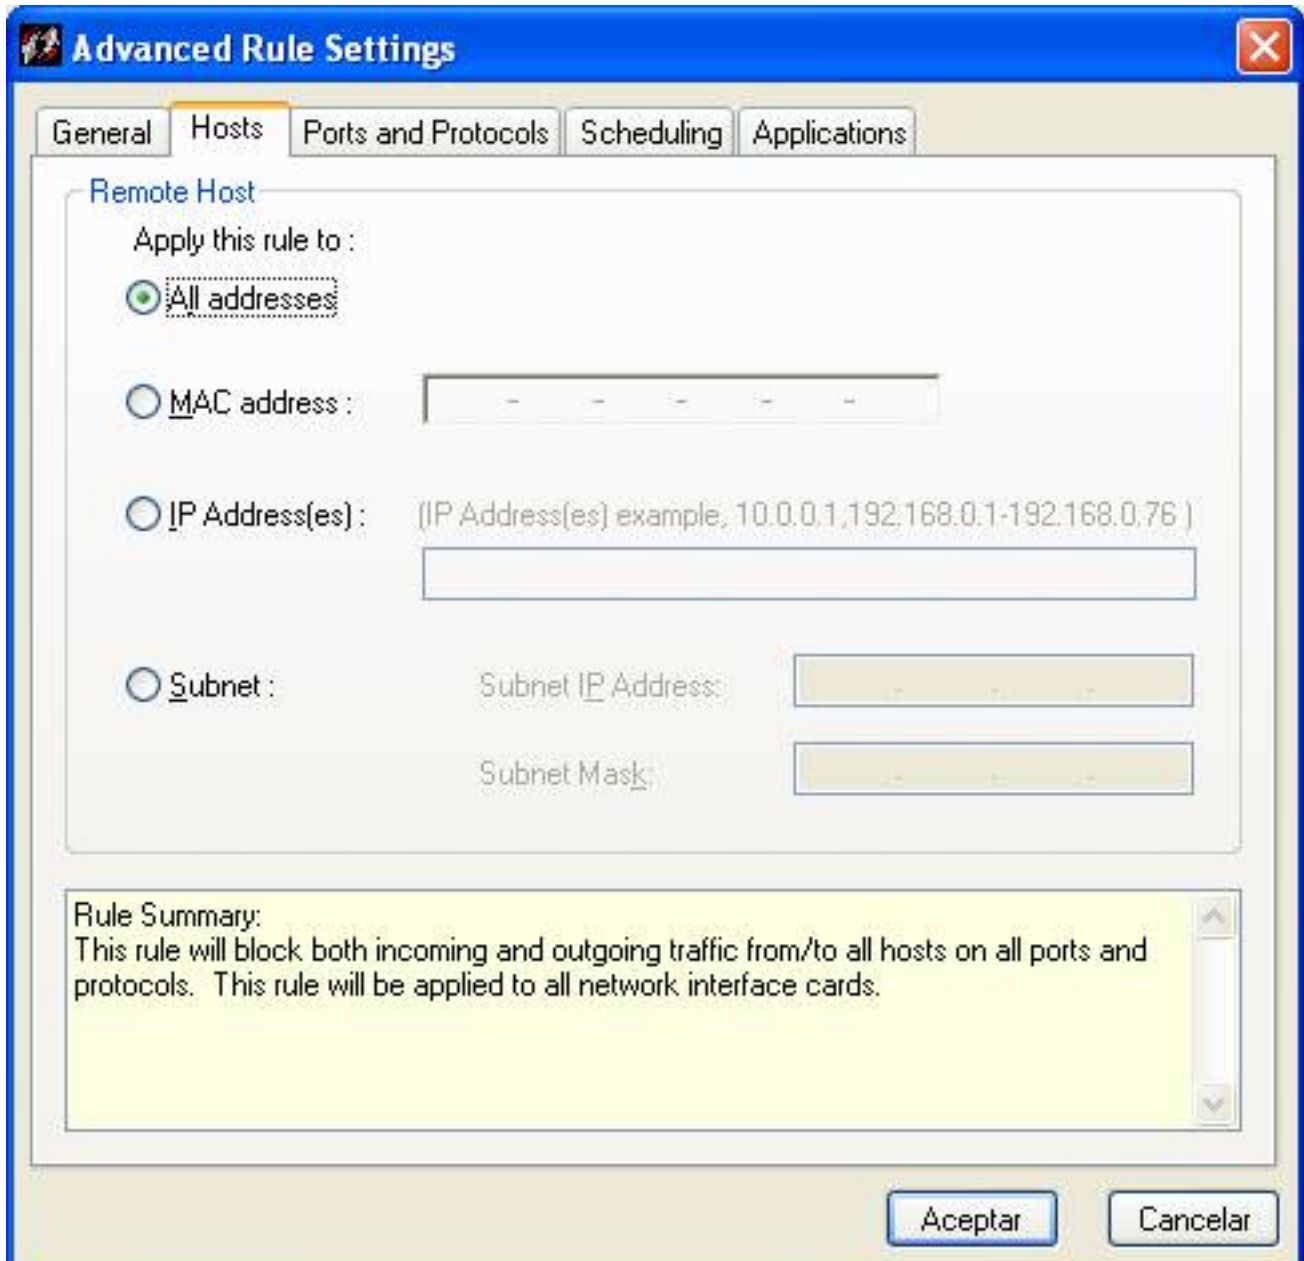 Advanced Rule Settings
General Hosts Ports and Protocols Scheduling Applications
Remote Host
Apply this rule to :
All addresses
MAC address : - - - - -
IP Address(es) : (IP Address(es) example, 10.0.0.1,192.168.0.1-192.168.0.76 )
Subnet : Subnet IP Address: . . .
Subnet Mask: . . .
Rule Summary:
This rule will block both incoming and outgoing traffic from/to all hosts on all ports and
protocols. This rule will be applied to all network interface cards.
Aceptar Cancelar